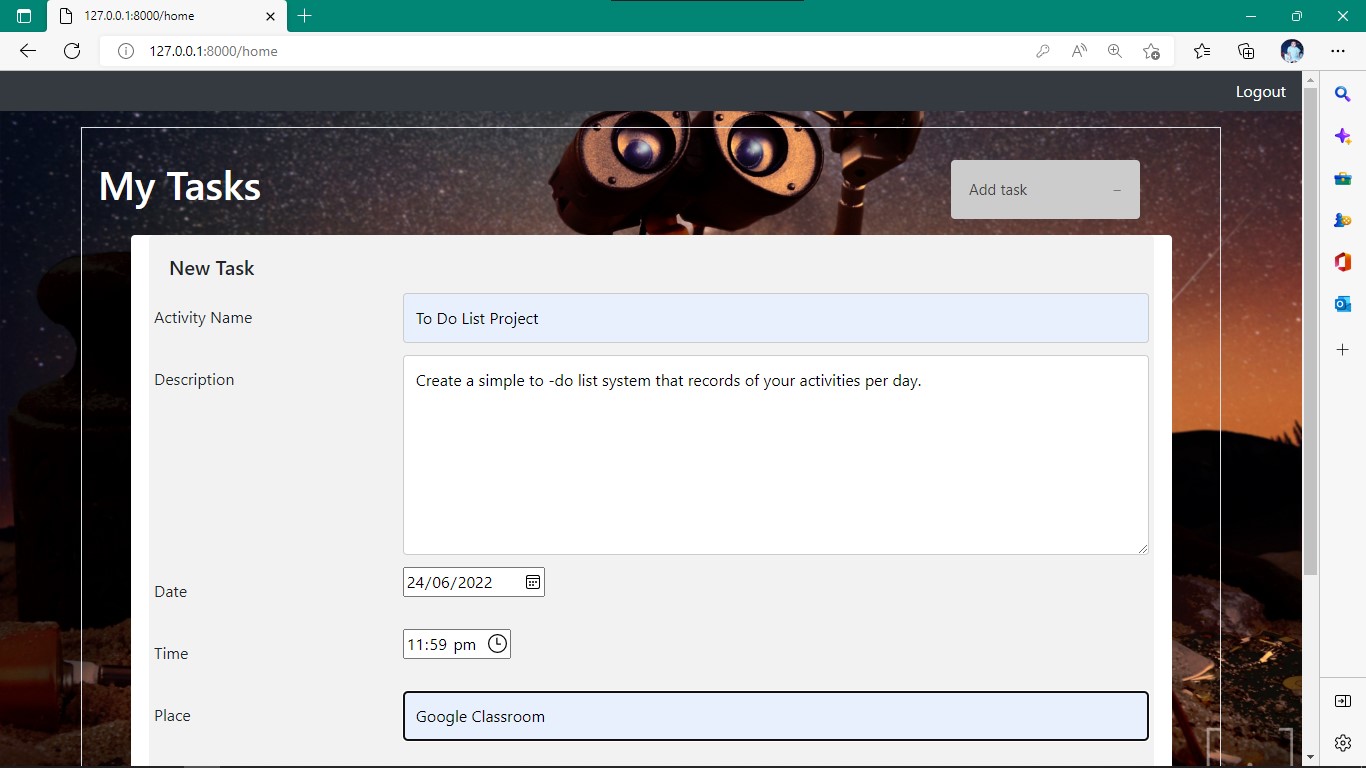 127.0.0.1:8000/home
127.0.0.1:8000/home
Logout
My Tasks
Add task –
New Task
Activity Name To Do List Project
Description Create a simple to -do list system that records of your activities per day.
Date 24/06/2022
Time 11:59 pm
Place Google Classroom